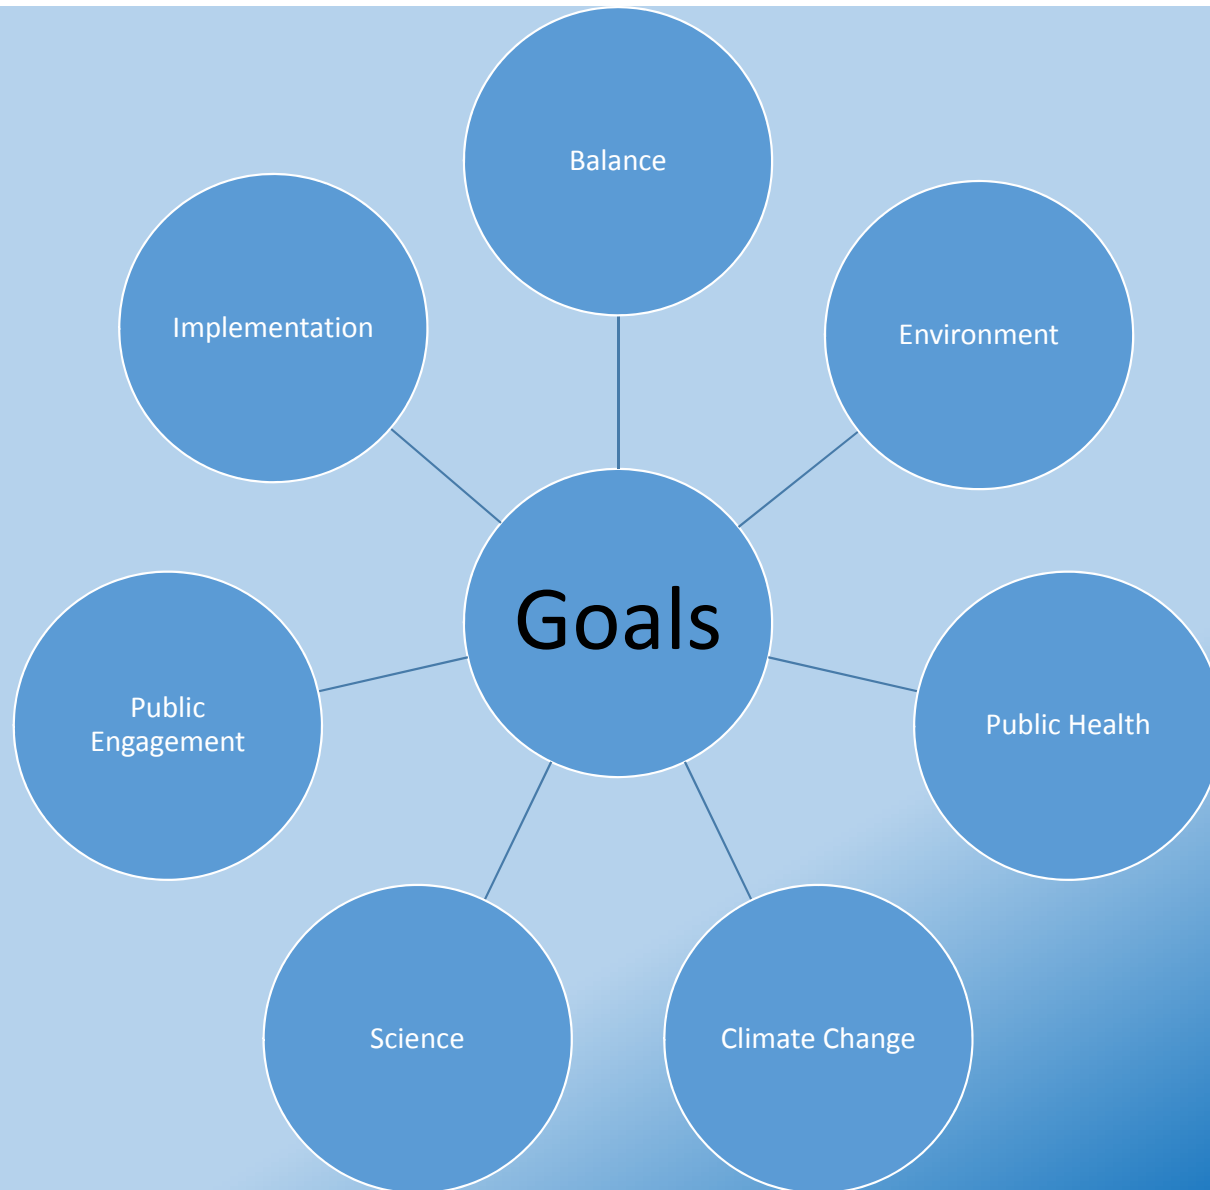 Balance
Implementation
Environment
Goals
Public
Engagement
Public Health
Science
Climate Change